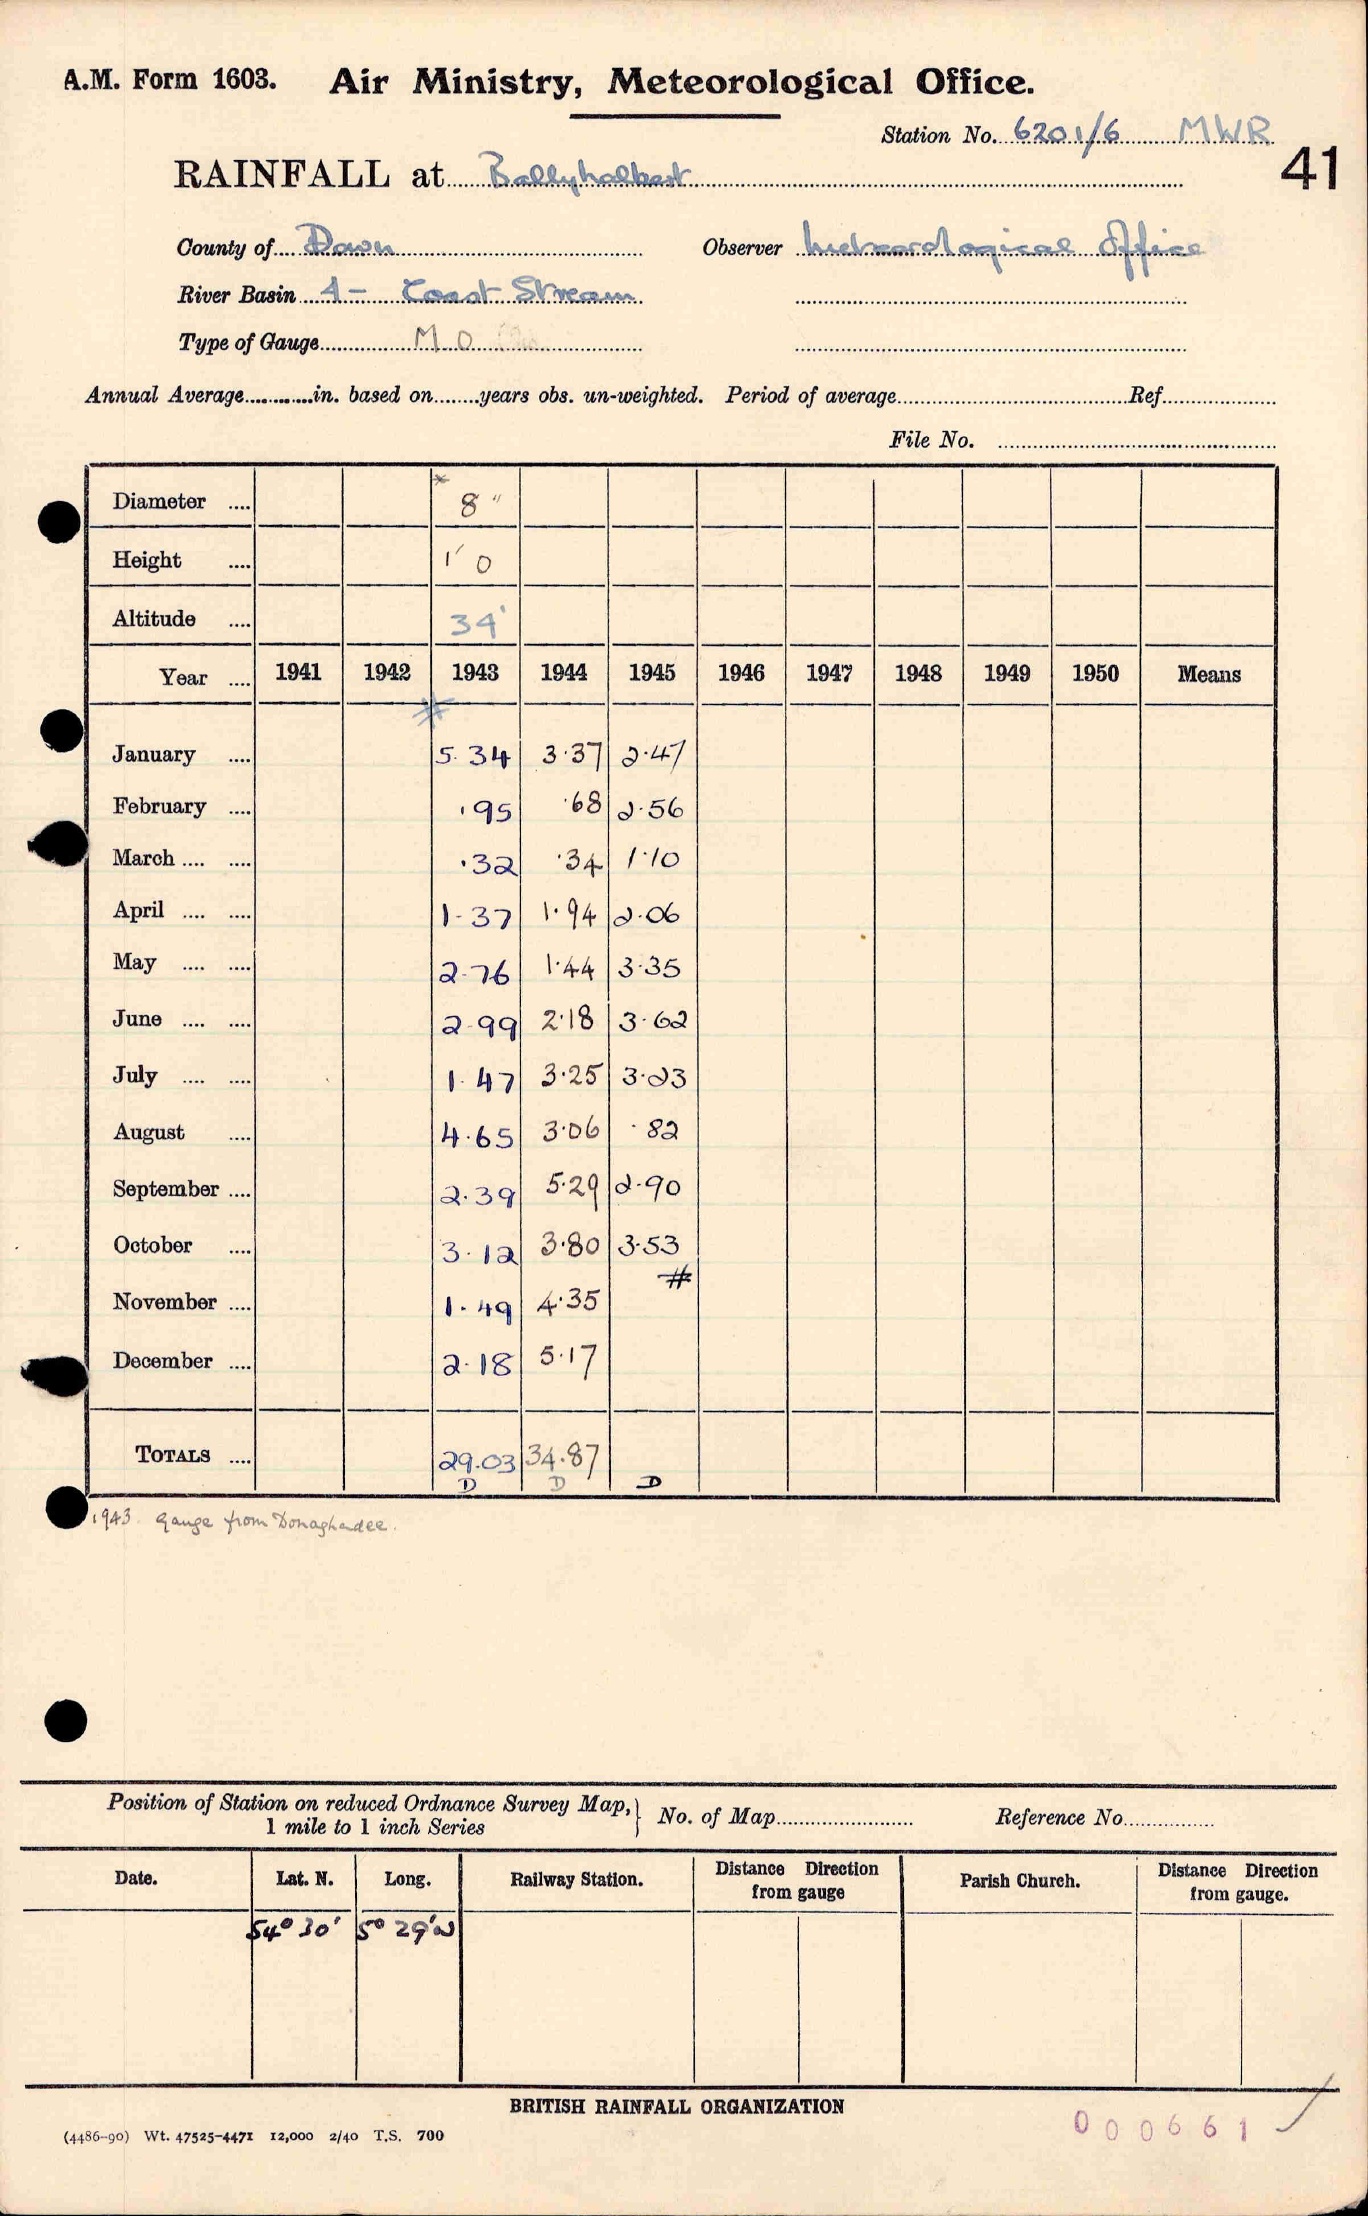 A.M. Form 1603. Air Ministry, Meteorological Office.
Station No. 6201/6 MWR
41
RAINFALL at Ballyhalbert
County of Down Observer Meteorological Office
River Basin 4 - Coast Stream
Type of Gauge M O
Annual Average in. based on years obs. un-weighted. Period of average Ref
File No.
Diameter * 8"
Height 1' 0
Altitude 34'
Year 1941 1942 1943 1944 1945 1946 1947 1948 1949 1950 Means
#
January 5.34 3.37 2.47
February .95 .68 2.56
March .32 .34 1.10
April 1.37 1.94 2.06
May 2.76 1.44 3.35
June 2.99 2.18 3.62
July 1.47 3.25 3.23
August 4.65 3.06 .82
September 2.39 5.29 2.90
October 3.12 3.80 3.53
#
November 1.49 4.35
December 2.18 5.17
TOTALS 29.03 34.87
D D D
1943 Gauge from Donaghadee.
Position of Station on reduced Ordnance Survey Map, } No. of Map Reference No.
1 mile to 1 inch Series
Date. Lat. N. Long. Railway Station. Distance from gauge Direction Parish Church. Distance from gauge. Direction
54° 30' 5° 29'W
BRITISH RAINFALL ORGANIZATION
(4486-90) Wt. 47525-4471 12,000 2/40 T.S. 700
000661